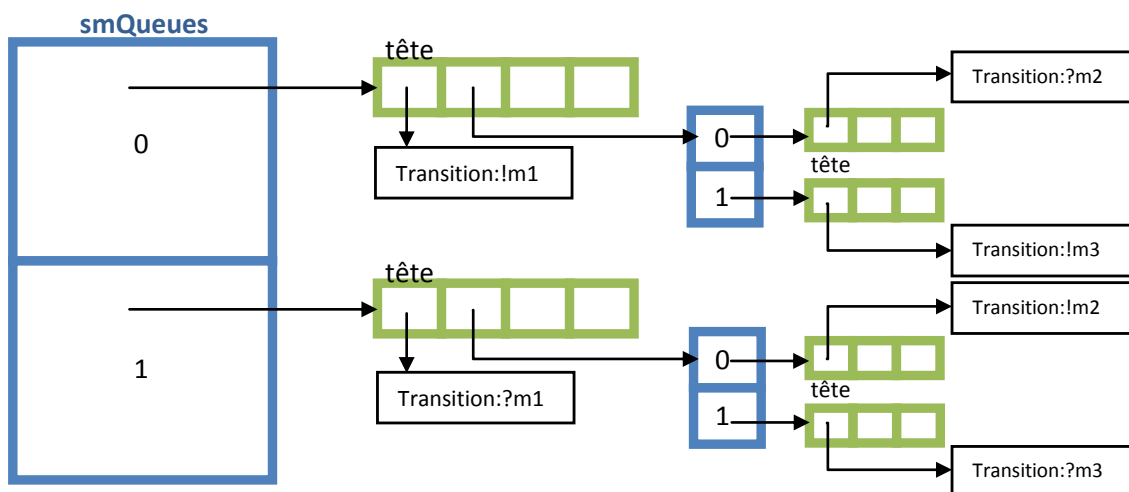 smQueues
tête
Transition:?m2
0
0
Transition:!m1
tête
1
Transition:!m3
tête
Transition:!m2
1
0
Transition:?m1
tête
1
Transition:?m3